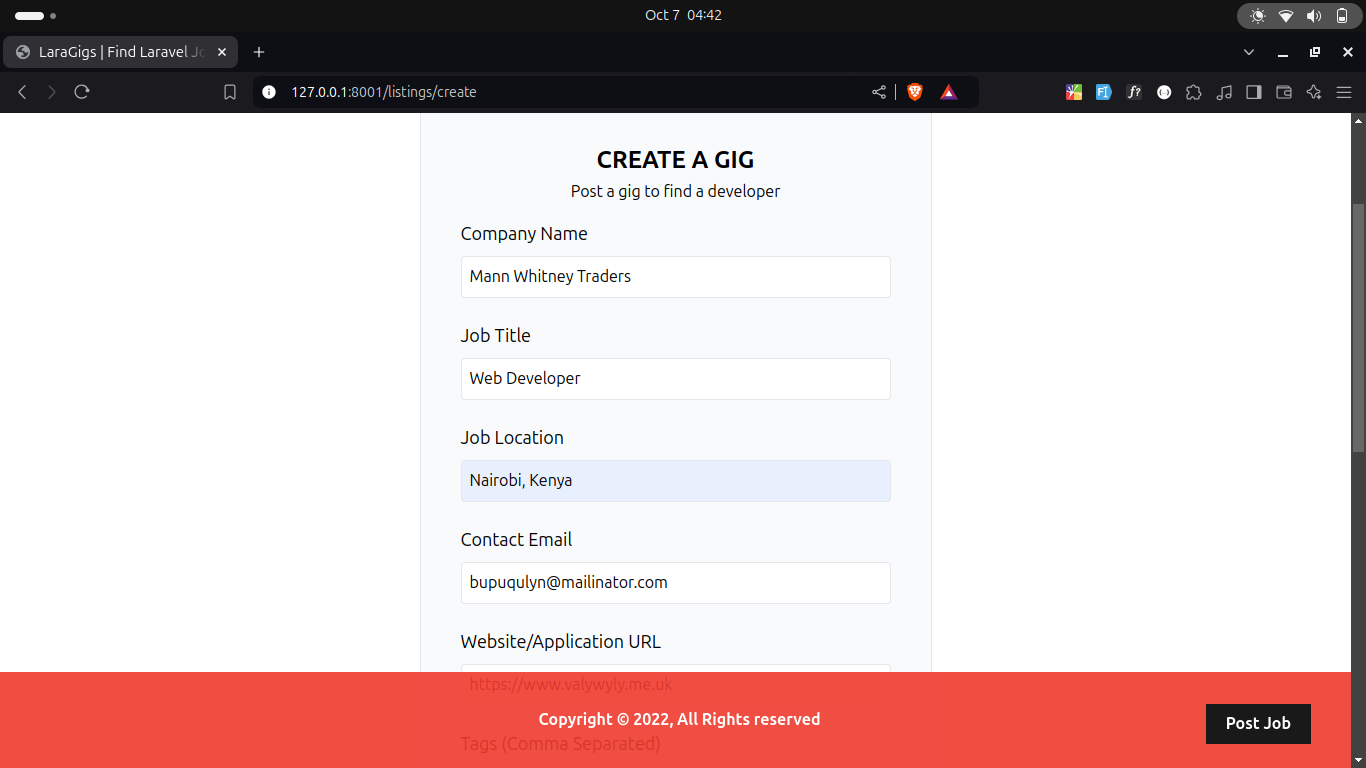 Oct 7 04:42
LaraGigs | Find Laravel Jo
127.0.0.1:8001/listings/create
CREATE A GIG
Post a gig to find a developer
Company Name
Mann Whitney Traders
Job Title
Web Developer
Job Location
Nairobi, Kenya
Contact Email
bupuqulyn@mailinator.com
Website/Application URL
https://www.valywyly.me.uk
Copyright © 2022, All Rights reserved
Post Job
Tags (Comma Separated)